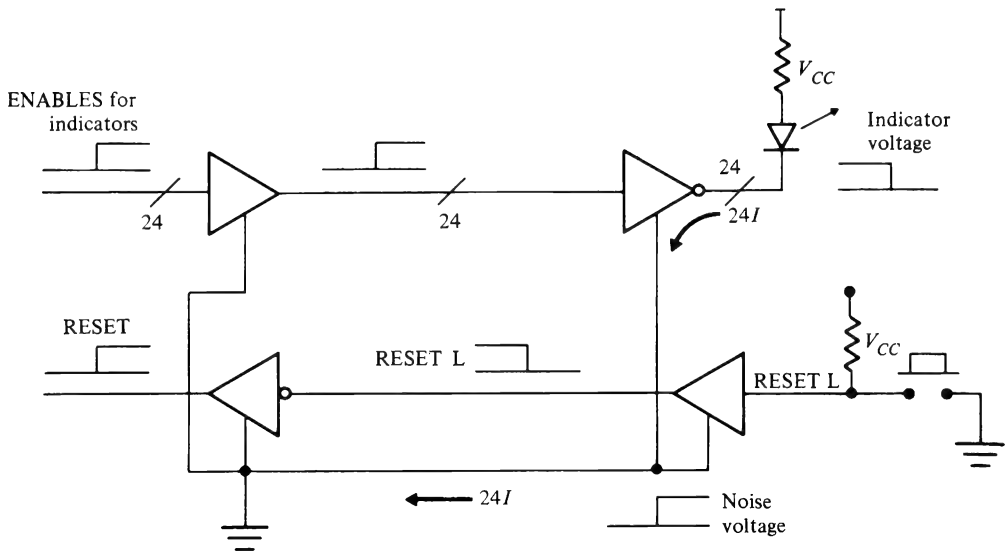 V_CC
ENABLES for
indicators
Indicator
voltage
24
24
24
24I
RESET
RESET L
V_CC
RESET L
24I
Noise
voltage